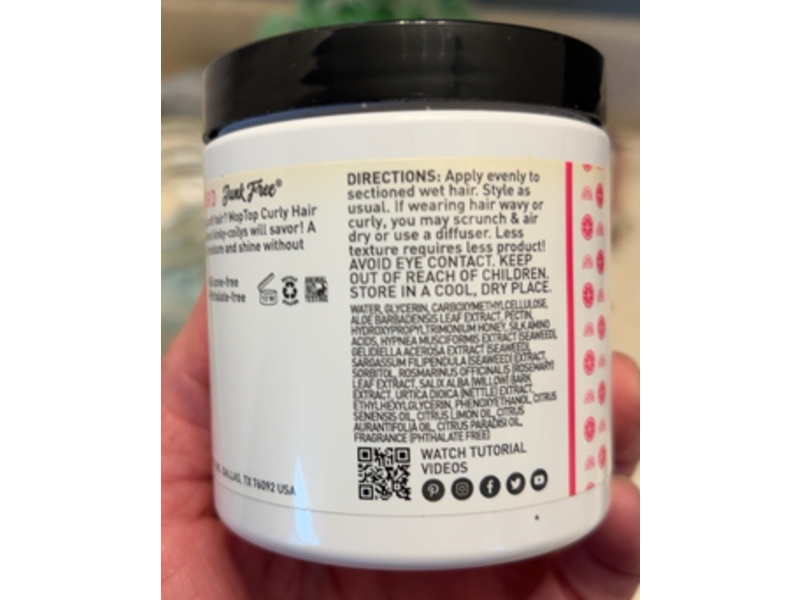 Junk Free®
hair? MopTop Curly Hair
kinky-coilys will savor! A
and shine without
-free
-free
12 M
DIRECTIONS: Apply evenly to
sectioned wet hair. Style as
usual. If wearing hair wavy or
curly, you may scrunch & air
dry or use a diffuser. Less
texture requires less product!
AVOID EYE CONTACT. KEEP
OUT OF REACH OF CHILDREN.
STORE IN A COOL, DRY PLACE.
WATER, GLYCERIN, CARBOXYMETHYLCELLULOSE,
ALOE BARBADENSIS LEAF EXTRACT, PECTIN,
HYDROXYPROPYLTRIMONIUM HONEY, SILK AMINO
ACIDS, HYPNEA MUSCIFORMIS EXTRACT (SEAWEED),
GELIDIELLA ACEROSA EXTRACT (SEAWEED),
SARGASSUM FILIPENDULA (SEAWEED) EXTRACT,
SORBITOL, ROSMARINUS OFFICINALIS (ROSEMARY)
LEAF EXTRACT, SALIX ALBA (WILLOW) BARK
EXTRACT, URTICA DIOICA (NETTLE) EXTRACT,
ETHYLHEXYLGLYCERIN, PHENOXYETHANOL, CITRUS
SENENSIS OIL, CITRUS LIMON OIL, CITRUS
AURANTIFOLIA OIL, CITRUS PARADISI OIL,
FRAGRANCE (PHTHALATE FREE)
WATCH TUTORIAL
VIDEOS
DALLAS, TX 76092 USA